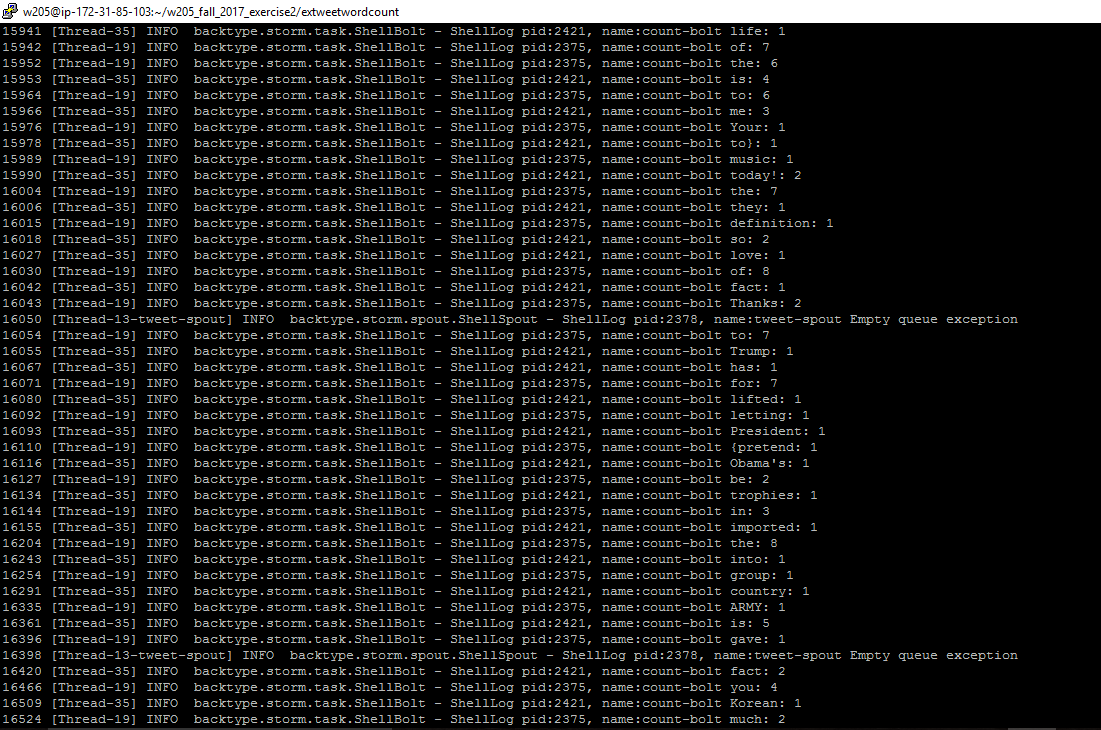 w205@ip-172-31-85-103:~/w205_fall_2017_exercise2/extweetwordcount
15941 [Thread-35] INFO  backtype.storm.task.ShellBolt - ShellLog pid:2421, name:count-bolt life: 1
15942 [Thread-19] INFO  backtype.storm.task.ShellBolt - ShellLog pid:2375, name:count-bolt of: 7
15952 [Thread-19] INFO  backtype.storm.task.ShellBolt - ShellLog pid:2375, name:count-bolt the: 6
15953 [Thread-35] INFO  backtype.storm.task.ShellBolt - ShellLog pid:2421, name:count-bolt is: 4
15964 [Thread-19] INFO  backtype.storm.task.ShellBolt - ShellLog pid:2375, name:count-bolt to: 6
15966 [Thread-35] INFO  backtype.storm.task.ShellBolt - ShellLog pid:2421, name:count-bolt me: 3
15976 [Thread-19] INFO  backtype.storm.task.ShellBolt - ShellLog pid:2375, name:count-bolt Your: 1
15978 [Thread-35] INFO  backtype.storm.task.ShellBolt - ShellLog pid:2421, name:count-bolt to}: 1
15989 [Thread-19] INFO  backtype.storm.task.ShellBolt - ShellLog pid:2375, name:count-bolt music: 1
15990 [Thread-35] INFO  backtype.storm.task.ShellBolt - ShellLog pid:2421, name:count-bolt today!: 2
16004 [Thread-19] INFO  backtype.storm.task.ShellBolt - ShellLog pid:2375, name:count-bolt the: 7
16006 [Thread-35] INFO  backtype.storm.task.ShellBolt - ShellLog pid:2421, name:count-bolt they: 1
16015 [Thread-19] INFO  backtype.storm.task.ShellBolt - ShellLog pid:2375, name:count-bolt definition: 1
16018 [Thread-35] INFO  backtype.storm.task.ShellBolt - ShellLog pid:2421, name:count-bolt so: 2
16027 [Thread-35] INFO  backtype.storm.task.ShellBolt - ShellLog pid:2421, name:count-bolt love: 1
16030 [Thread-19] INFO  backtype.storm.task.ShellBolt - ShellLog pid:2375, name:count-bolt of: 8
16042 [Thread-35] INFO  backtype.storm.task.ShellBolt - ShellLog pid:2421, name:count-bolt fact: 1
16043 [Thread-19] INFO  backtype.storm.task.ShellBolt - ShellLog pid:2375, name:count-bolt Thanks: 2
16050 [Thread-13-tweet-spout] INFO  backtype.storm.spout.ShellSpout - ShellLog pid:2378, name:tweet-spout Empty queue exception
16054 [Thread-19] INFO  backtype.storm.task.ShellBolt - ShellLog pid:2375, name:count-bolt to: 7
16055 [Thread-35] INFO  backtype.storm.task.ShellBolt - ShellLog pid:2421, name:count-bolt Trump: 1
16067 [Thread-35] INFO  backtype.storm.task.ShellBolt - ShellLog pid:2421, name:count-bolt has: 1
16071 [Thread-19] INFO  backtype.storm.task.ShellBolt - ShellLog pid:2375, name:count-bolt for: 7
16080 [Thread-35] INFO  backtype.storm.task.ShellBolt - ShellLog pid:2421, name:count-bolt lifted: 1
16092 [Thread-19] INFO  backtype.storm.task.ShellBolt - ShellLog pid:2375, name:count-bolt letting: 1
16093 [Thread-35] INFO  backtype.storm.task.ShellBolt - ShellLog pid:2421, name:count-bolt President: 1
16110 [Thread-19] INFO  backtype.storm.task.ShellBolt - ShellLog pid:2375, name:count-bolt {pretend: 1
16116 [Thread-35] INFO  backtype.storm.task.ShellBolt - ShellLog pid:2421, name:count-bolt Obama's: 1
16127 [Thread-19] INFO  backtype.storm.task.ShellBolt - ShellLog pid:2375, name:count-bolt be: 2
16134 [Thread-35] INFO  backtype.storm.task.ShellBolt - ShellLog pid:2421, name:count-bolt trophies: 1
16144 [Thread-19] INFO  backtype.storm.task.ShellBolt - ShellLog pid:2375, name:count-bolt in: 3
16155 [Thread-35] INFO  backtype.storm.task.ShellBolt - ShellLog pid:2421, name:count-bolt imported: 1
16204 [Thread-19] INFO  backtype.storm.task.ShellBolt - ShellLog pid:2375, name:count-bolt the: 8
16243 [Thread-35] INFO  backtype.storm.task.ShellBolt - ShellLog pid:2421, name:count-bolt into: 1
16254 [Thread-19] INFO  backtype.storm.task.ShellBolt - ShellLog pid:2375, name:count-bolt group: 1
16291 [Thread-35] INFO  backtype.storm.task.ShellBolt - ShellLog pid:2421, name:count-bolt country: 1
16335 [Thread-19] INFO  backtype.storm.task.ShellBolt - ShellLog pid:2375, name:count-bolt ARMY: 1
16361 [Thread-35] INFO  backtype.storm.task.ShellBolt - ShellLog pid:2421, name:count-bolt is: 5
16396 [Thread-19] INFO  backtype.storm.task.ShellBolt - ShellLog pid:2375, name:count-bolt gave: 1
16398 [Thread-13-tweet-spout] INFO  backtype.storm.spout.ShellSpout - ShellLog pid:2378, name:tweet-spout Empty queue exception
16420 [Thread-35] INFO  backtype.storm.task.ShellBolt - ShellLog pid:2421, name:count-bolt fact: 2
16466 [Thread-19] INFO  backtype.storm.task.ShellBolt - ShellLog pid:2375, name:count-bolt you: 4
16509 [Thread-35] INFO  backtype.storm.task.ShellBolt - ShellLog pid:2421, name:count-bolt Korean: 1
16524 [Thread-19] INFO  backtype.storm.task.ShellBolt - ShellLog pid:2375, name:count-bolt much: 2